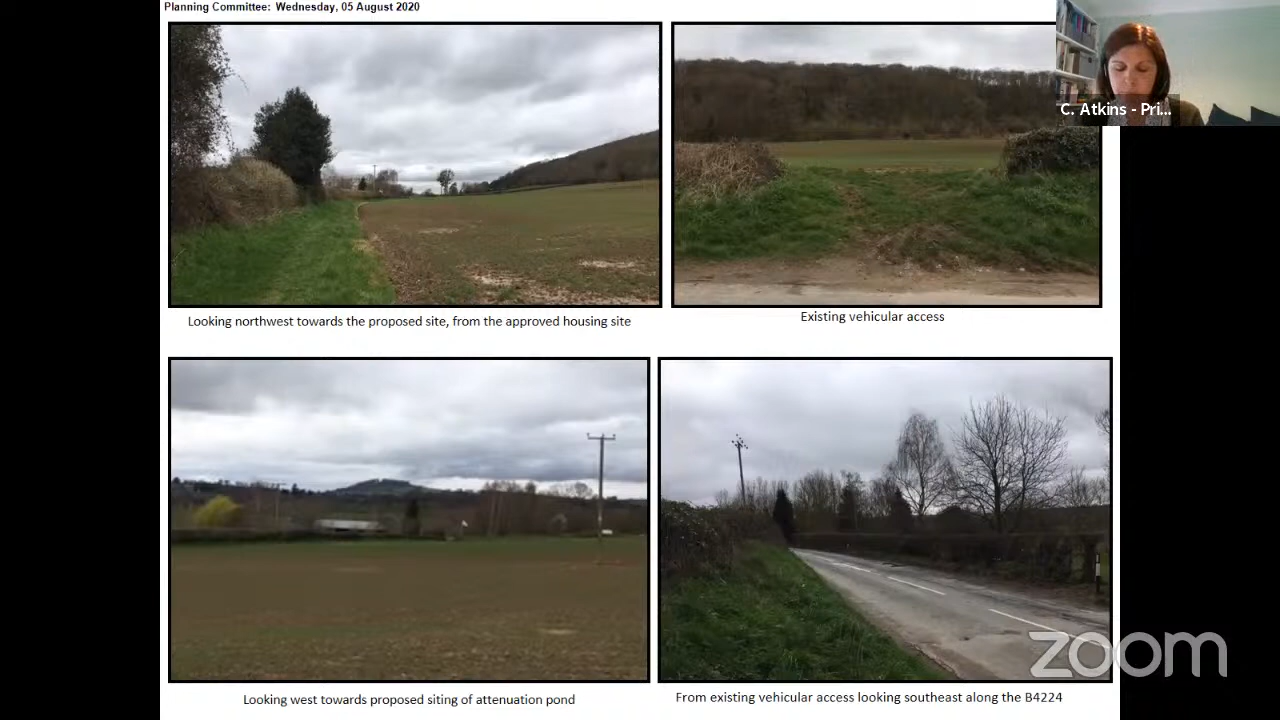 Planning Committee: Wednesday, 05 August 2020
C. Atkins - Pri...
Looking northwest towards the proposed site, from the approved housing site
Existing vehicular access
Looking west towards proposed siting of attenuation pond
From existing vehicular access looking southeast along the B4224
zoom